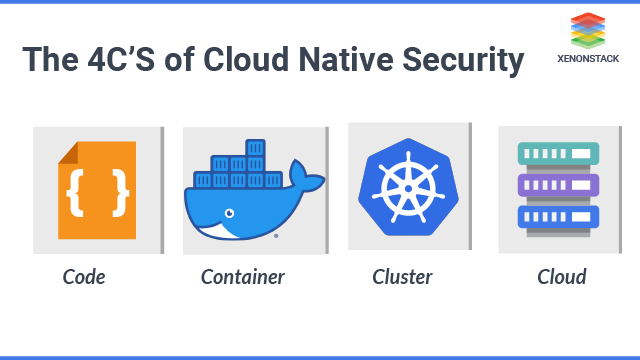 The 4C'S of Cloud Native Security
XENONSTACK
{ }
Code
Container
Cluster
Cloud